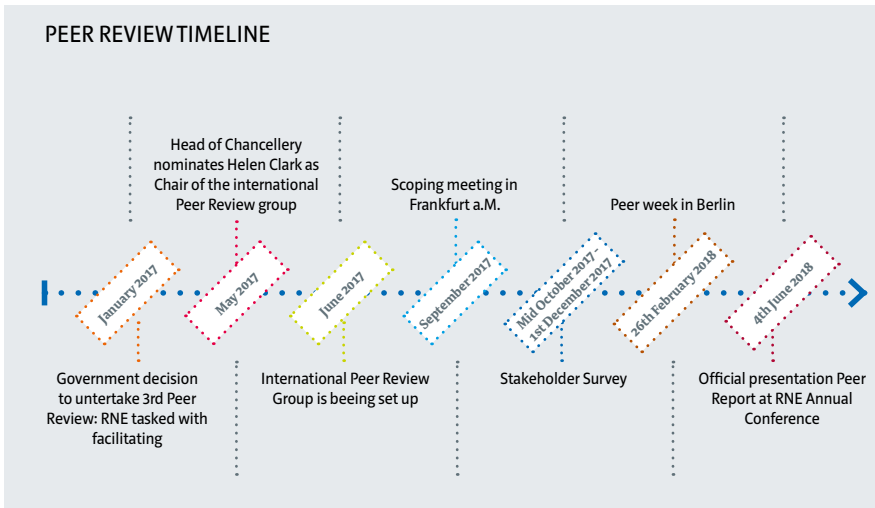 PEER REVIEW TIMELINE
January 2017
Government decision
to untertake 3rd Peer
Review: RNE tasked with
facilitating
Head of Chancellery
nominates Helen Clark as
Chair of the international
Peer Review group
May 2017
June 2017
International Peer Review
Group is beeing set up
Scoping meeting in
Frankfurt a.M.
September 2017
Mid October 2017 –
1st December 2017
Stakeholder Survey
Peer week in Berlin
26th February 2018
4th June 2018
Official presentation Peer
Report at RNE Annual
Conference